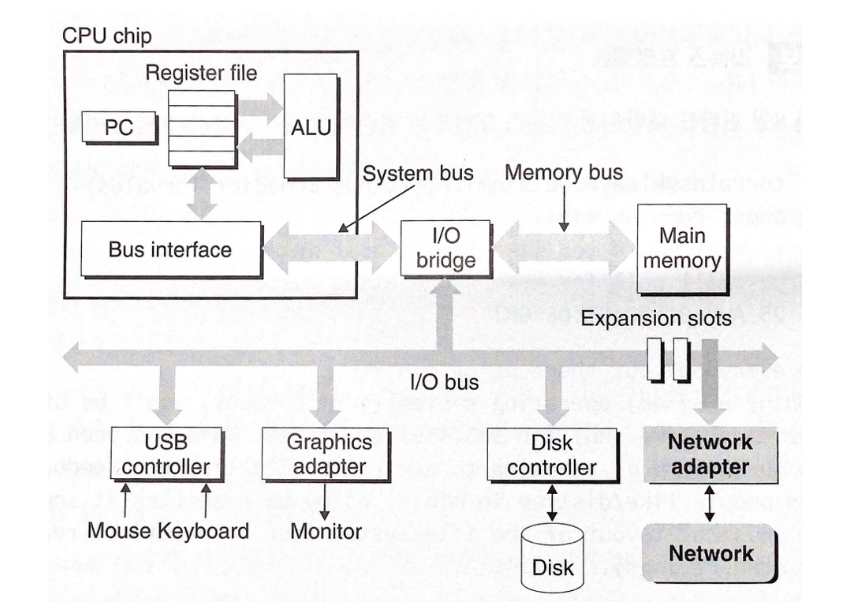 CPU chip
Register file
PC
ALU
System bus
Memory bus
Bus interface
I/O
bridge
Main
memory
Expansion slots
I/O bus
USB
controller
Graphics
adapter
Disk
controller
Network
adapter
Mouse Keyboard
Monitor
Disk
Network